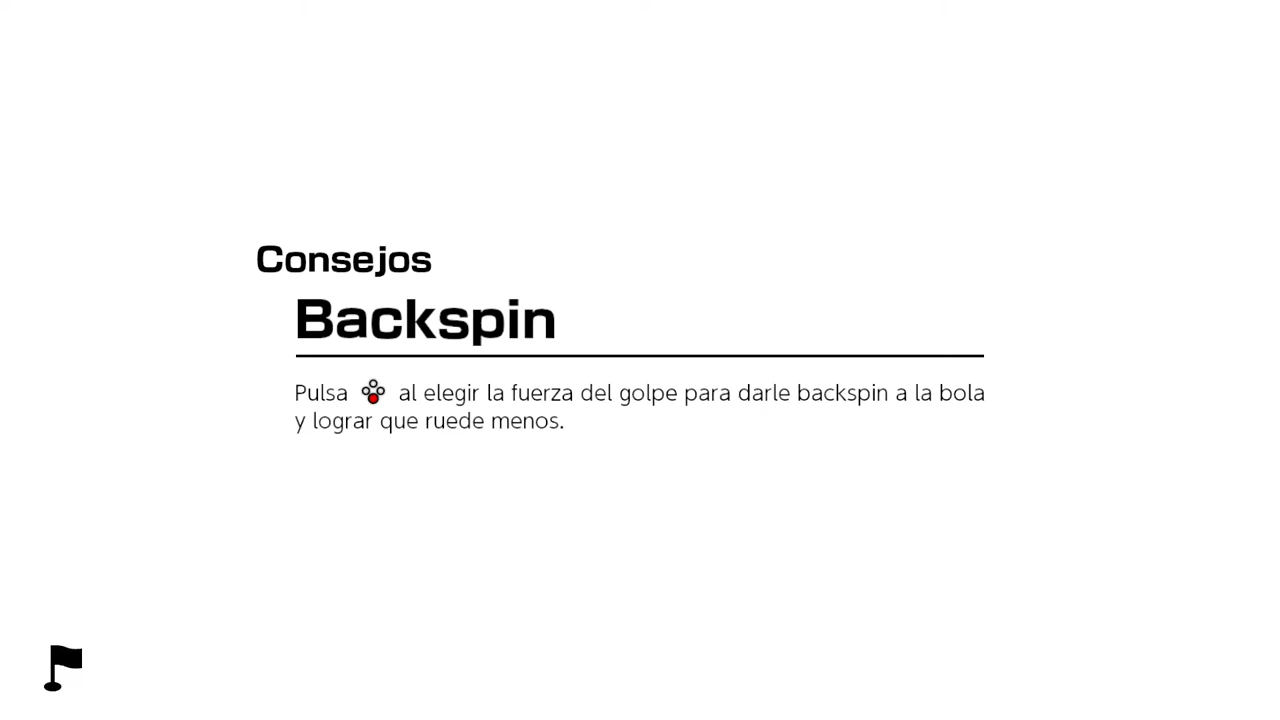 Consejos
Backspin
Pulsa al elegir la fuerza del golpe para darle backspin a la bola
y lograr que ruede menos.